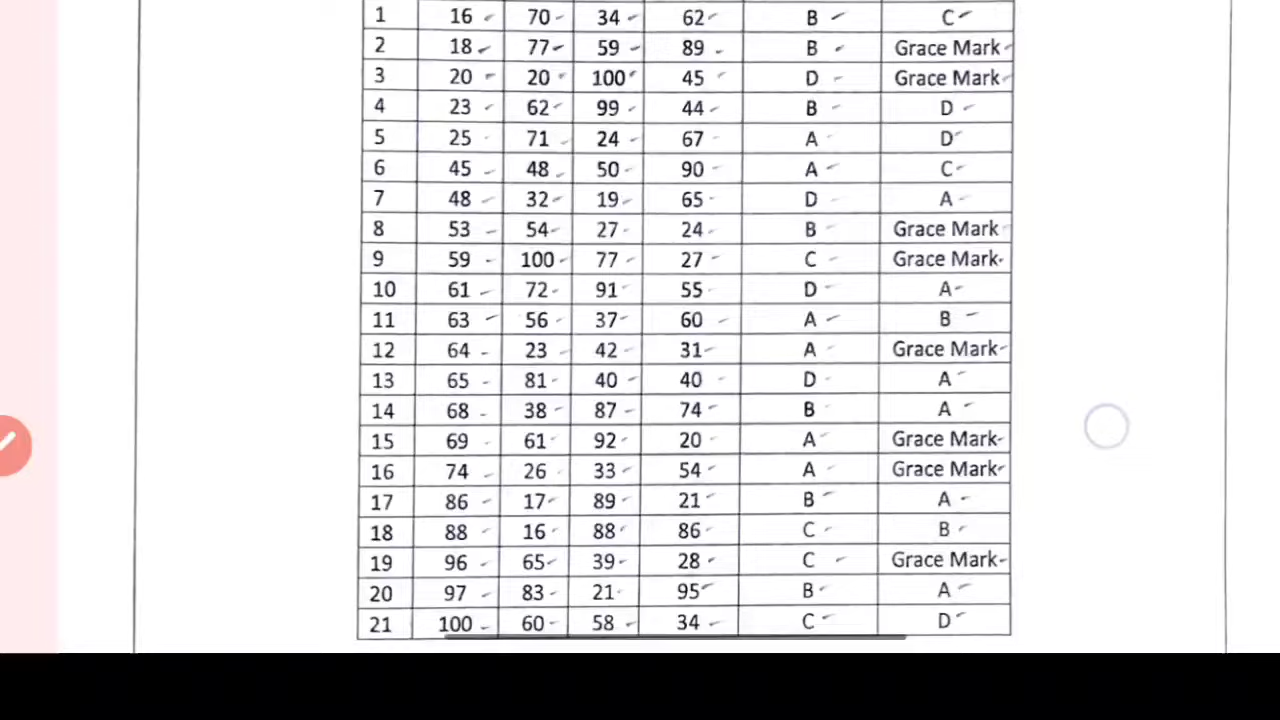 1 16 70 34 62 B C
2 18 77 59 89 B Grace Mark
3 20 20 100 45 D Grace Mark
4 23 62 99 44 B D
5 25 71 24 67 A D
6 45 48 50 90 A C
7 48 32 19 65 D A
8 53 54 27 24 B Grace Mark
9 59 100 77 27 C Grace Mark
10 61 72 91 55 D A
11 63 56 37 60 A B
12 64 23 42 31 A Grace Mark
13 65 81 40 40 D A
14 68 38 87 74 B A
15 69 61 92 20 A Grace Mark
16 74 26 33 54 A Grace Mark
17 86 17 89 21 B A
18 88 16 88 86 C B
19 96 65 39 28 C Grace Mark
20 97 83 21 95 B A
21 100 60 58 34 C D